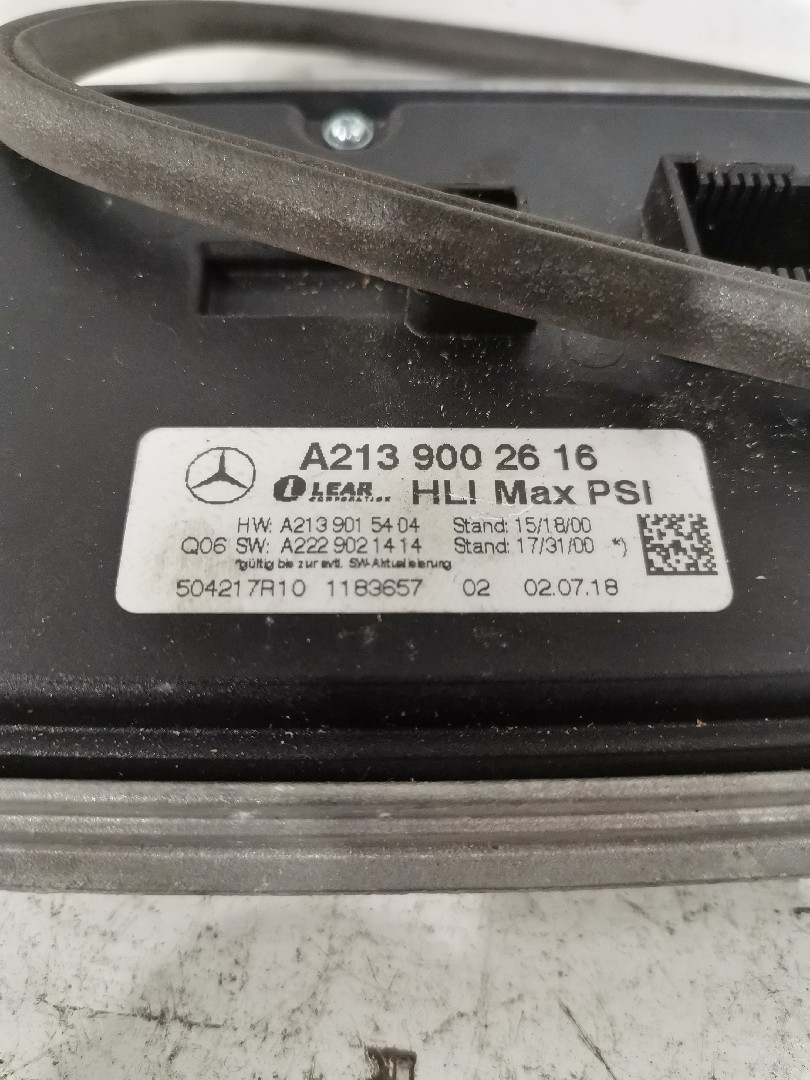 A213 900 26 16
LEAR CORPORATION HLI Max PSI
HW: A213 901 54 04 Stand: 15/18/00
Q06 SW: A222 902 14 14 Stand: 17/31/00 *)
*gültig bis zur evtl. SW-Aktualisierung
504217R10 1183657 02 02.07.18